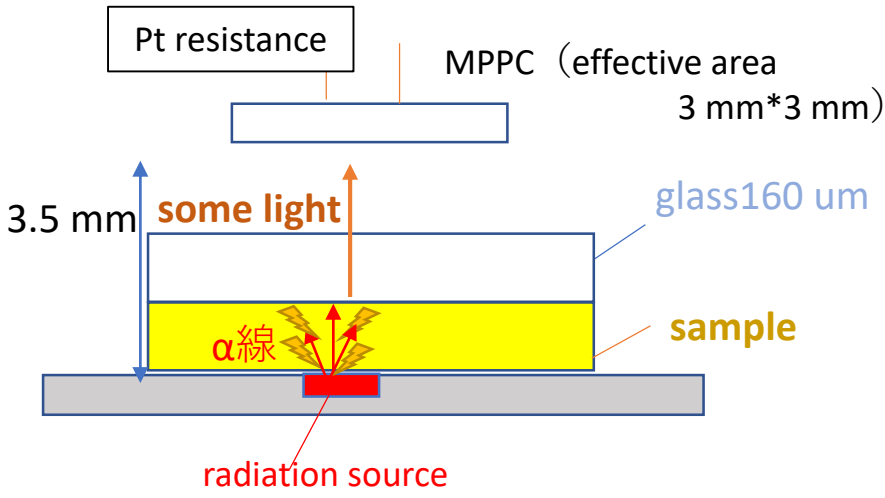 Pt resistance
MPPC（effective area
3 mm*3 mm）
3.5 mm
some light
glass160 um
sample
α線
radiation source